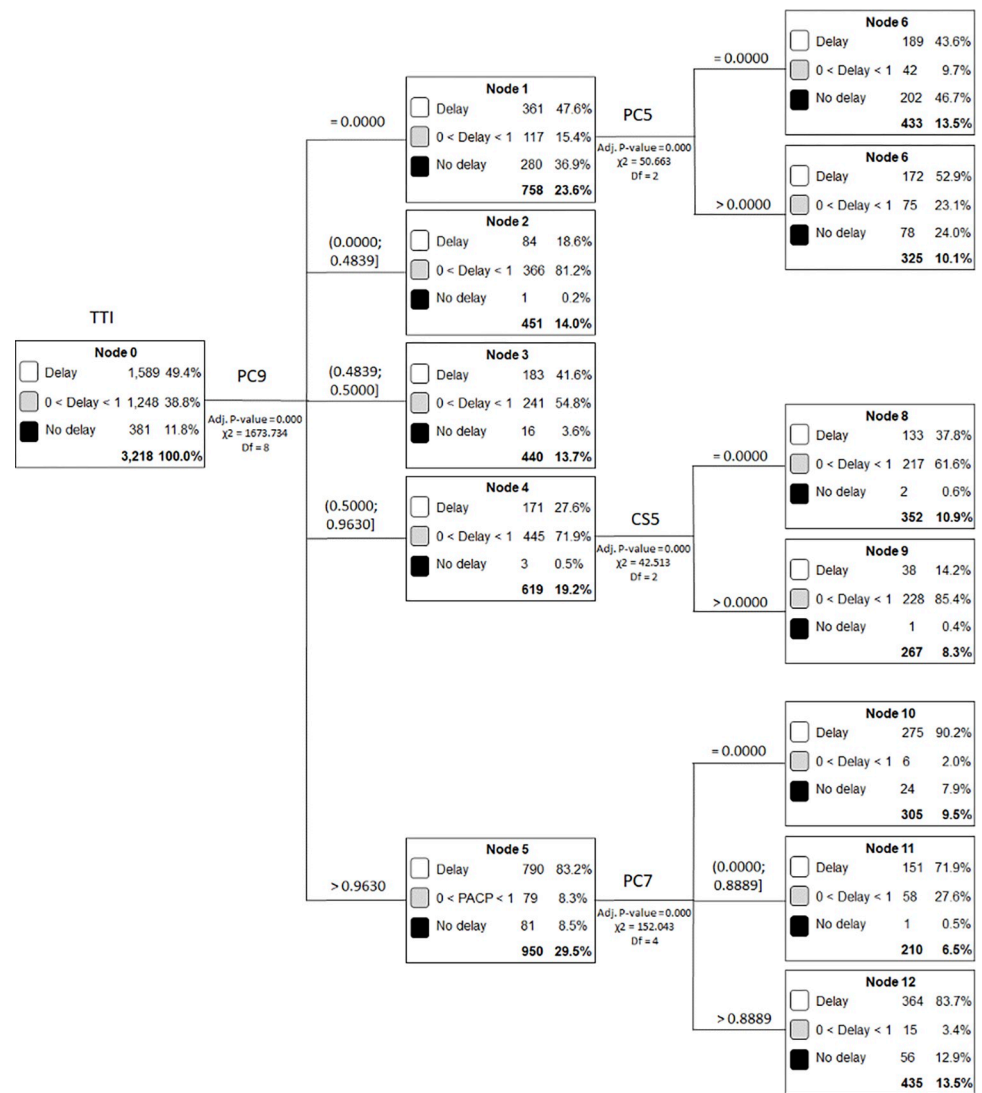 TTI
Node 0
Delay 1,589 49.4%
0 < Delay < 1 1,248 38.8%
No delay 381 11.8%
3,218 100.0%
PC9
Adj. P-value=0.000
χ2 = 1673.734
Df = 8
= 0.0000
Node 1
Delay 361 47.6%
0 < Delay < 1 117 15.4%
No delay 280 36.9%
758 23.6%
(0.0000;
0.4839]
Node 2
Delay 84 18.6%
0 < Delay < 1 366 81.2%
No delay 1 0.2%
451 14.0%
(0.4839;
0.5000]
Node 3
Delay 183 41.6%
0 < Delay < 1 241 54.8%
No delay 16 3.6%
440 13.7%
(0.5000;
0.9630]
Node 4
Delay 171 27.6%
0 < Delay < 1 445 71.9%
No delay 3 0.5%
619 19.2%
> 0.9630
Node 5
Delay 790 83.2%
0 < PACP < 1 79 8.3%
No delay 81 8.5%
950 29.5%
PC5
Adj. P-value=0.000
χ2 = 50.663
Df = 2
= 0.0000
Node 6
Delay 189 43.6%
0 < Delay < 1 42 9.7%
No delay 202 46.7%
433 13.5%
> 0.0000
Node 6
Delay 172 52.9%
0 < Delay < 1 75 23.1%
No delay 78 24.0%
325 10.1%
CS5
Adj. P-value=0.000
χ2 = 42.513
Df = 2
= 0.0000
Node 8
Delay 133 37.8%
0 < Delay < 1 217 61.6%
No delay 2 0.6%
352 10.9%
> 0.0000
Node 9
Delay 38 14.2%
0 < Delay < 1 228 85.4%
No delay 1 0.4%
267 8.3%
PC7
Adj. P-value=0.000
χ2 = 152.043
Df = 4
= 0.0000
Node 10
Delay 275 90.2%
0 < Delay < 1 6 2.0%
No delay 24 7.9%
305 9.5%
(0.0000;
0.8889]
Node 11
Delay 151 71.9%
0 < Delay < 1 58 27.6%
No delay 1 0.5%
210 6.5%
> 0.8889
Node 12
Delay 364 83.7%
0 < Delay < 1 15 3.4%
No delay 56 12.9%
435 13.5%